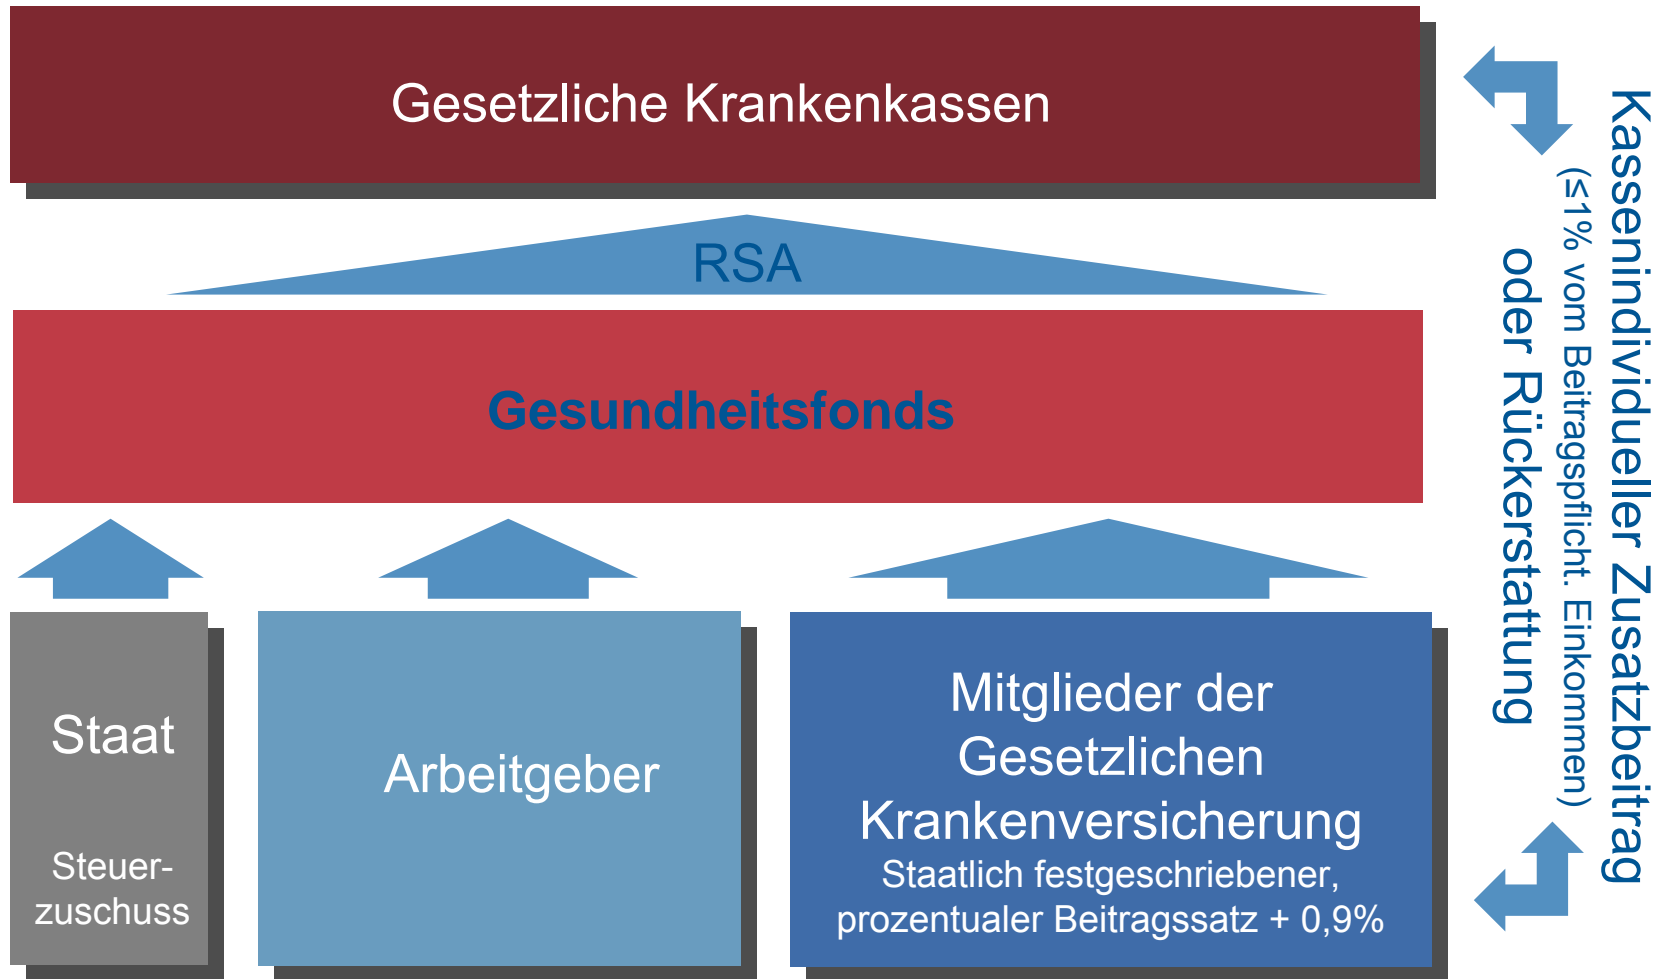 Gesetzliche Krankenkassen
RSA
Gesundheitsfonds
Staat
Steuer-
zuschuss
Arbeitgeber
Mitglieder der
Gesetzlichen
Krankenversicherung
Staatlich festgeschriebener,
prozentualer Beitragssatz + 0,9%
Kassenindividueller Zusatzbeitrag
(≤1% vom Beitragspflicht. Einkommen)
oder Rückerstattung